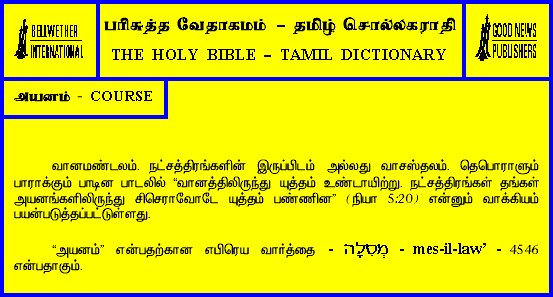 BELLWETHER
INTERNATIONAL
பரிசுத்த வேதாகமம் – தமிழ் சொல்லகராதி
THE HOLY BIBLE – TAMIL DICTIONARY
GOOD NEWS
PUBLISHERS
அயனம் - COURSE
வானமண்டலம். நட்சத்திரங்களின் இருப்பிடம் அல்லது வாசஸ்தலம். தெபொராளும்
பாராக்கும் பாடின பாடலில் “வானத்திலிருந்து யுத்தம் உண்டாயிற்று. நட்சத்திரங்கள் தங்கள்
அயனங்களிலிருந்து சிசெராவோடே யுத்தம் பண்ணின” (நியா 5:20) என்னும் வாக்கியம்
பயன்படுத்தப்பட்டுள்ளது.
“அயனம்” என்பதற்கான எபிரெய வார்த்தை - מְסִלָּה - mes-il-law’ - 4546
என்பதாகும்.